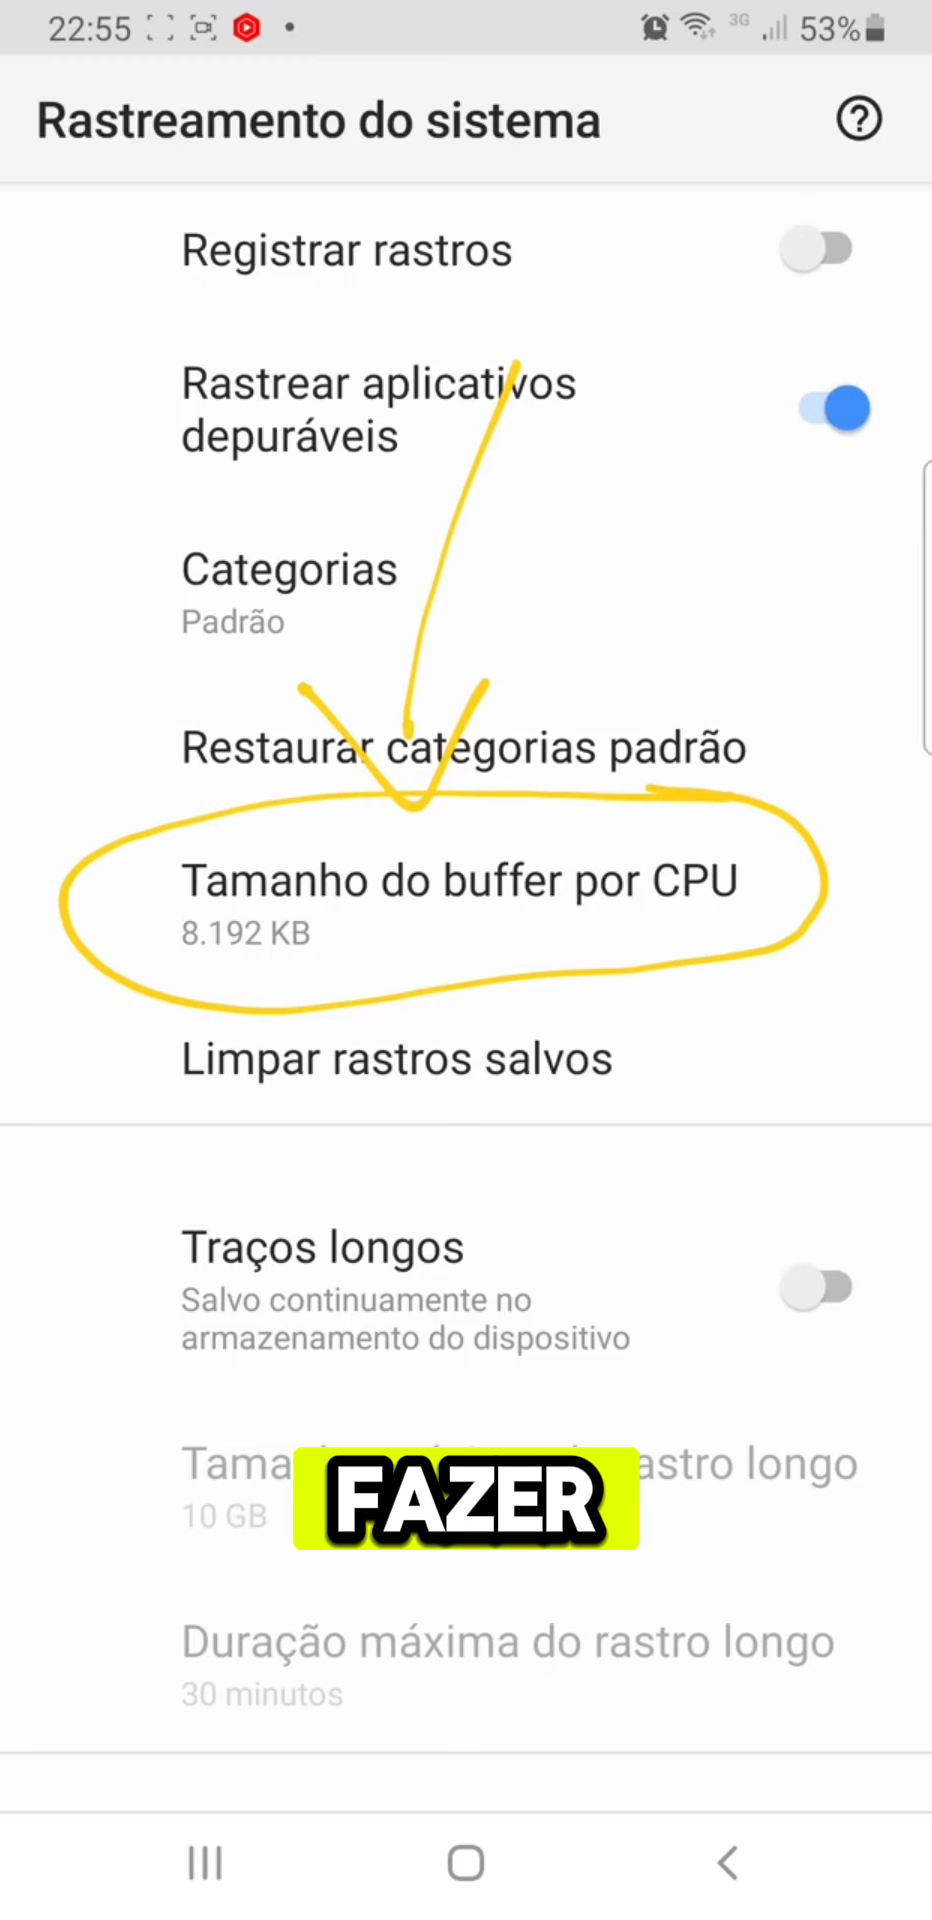 22:55 3G 53%
Rastreamento do sistema
Registrar rastros
Rastrear aplicativos
depuráveis
Categorias
Padrão
Restaurar categorias padrão
Tamanho do buffer por CPU
8.192 KB
Limpar rastros salvos
Traços longos
Salvo continuamente no
armazenamento do dispositivo
rastro longo
FAZER
10 GB
Duração máxima do rastro longo
30 minutos